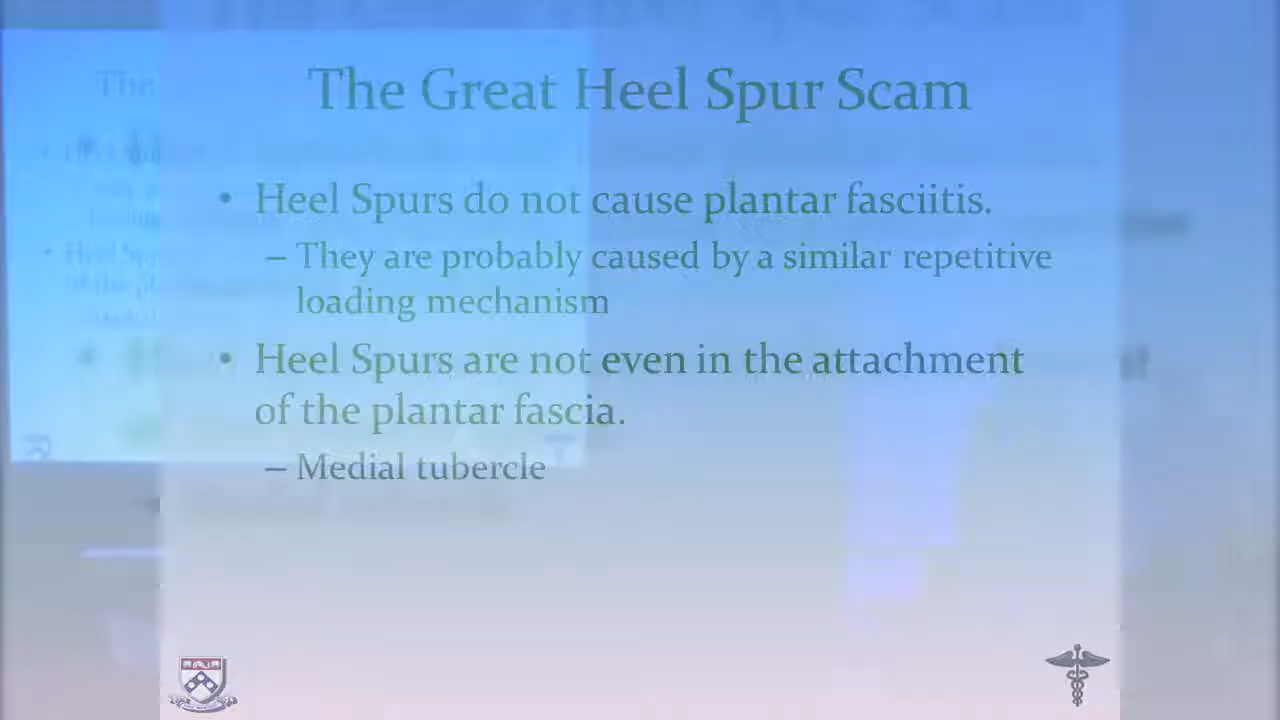 The Great Heel Spur Scam
• Heel Spurs do not cause plantar fasciitis.
– They are probably caused by a similar repetitive
loading mechanism
• Heel Spurs are not even in the attachment
of the plantar fascia.
– Medial tubercle